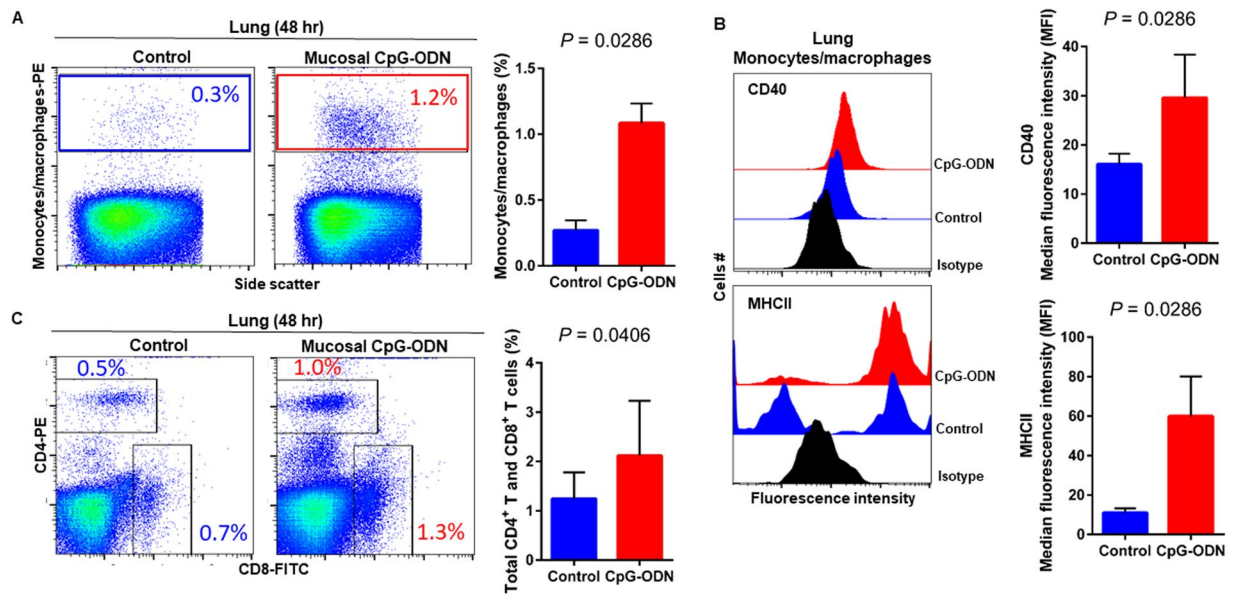 A
Lung (48 hr)
Control
Mucosal CpG-ODN
Monocytes/macrophages-PE
0.3%
1.2%
Side scatter
P = 0.0286
Monocytes/macrophages (%)
1.5
1.0
0.5
0.0
Control CpG-ODN
B
Lung
Monocytes/macrophages
CD40
CpG-ODN
Control
Isotype
Cells #
MHCII
CpG-ODN
Control
Isotype
Fluorescence intensity
P = 0.0286
CD40
Median fluorescence intensity (MFI)
40
30
20
10
0
Control CpG-ODN
P = 0.0286
MHCII
Median fluorescence intensity (MFI)
100
80
60
40
20
0
Control CpG-ODN
C
Lung (48 hr)
Control
Mucosal CpG-ODN
CD4-PE
0.5%
1.0%
0.7%
1.3%
CD8-FITC
P = 0.0406
Total CD4⁺ T and CD8⁺ T cells (%)
4
3
2
1
0
Control CpG-ODN